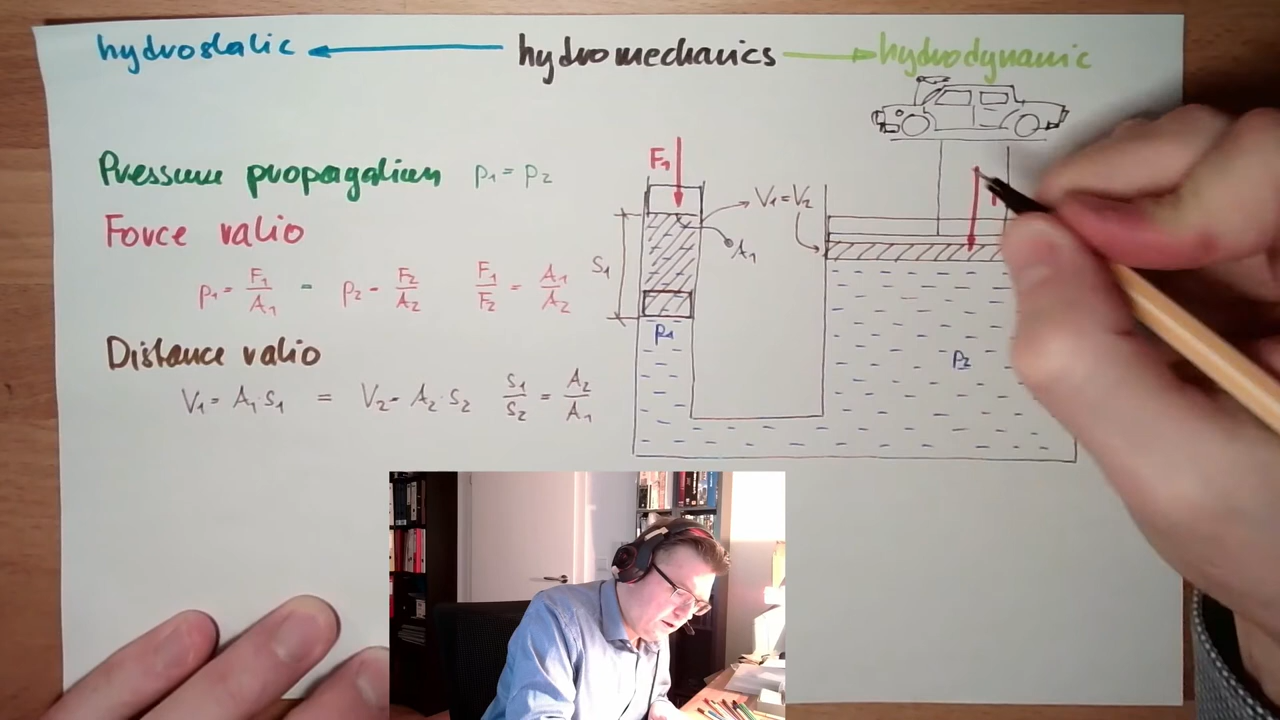 hydrostatic ← hydromechanics → hydrodynamic
Pressure propagation p₁ = p₂
Force ratio
p₁ = F₁/A₁ = p₂ = F₂/A₂ F₁/F₂ = A₁/A₂
Distance ratio
V₁ = A₁·s₁ = V₂ = A₂·s₂ s₁/s₂ = A₂/A₁
F₁
V₁=V₂
A₁
s₁
p₁
p₂